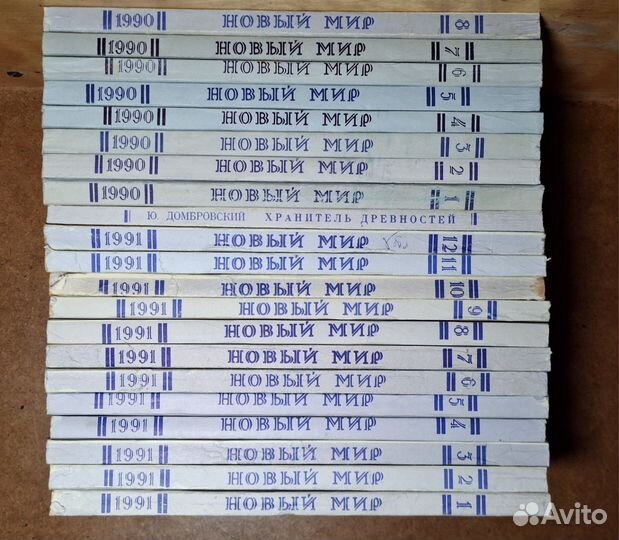 1990 НОВЫЙ МИР 8
1990 НОВЫЙ МИР 7
1990 НОВЫЙ МИР 6
1990 НОВЫЙ МИР 5
1990 НОВЫЙ МИР 4
1990 НОВЫЙ МИР 3
1990 НОВЫЙ МИР 2
1990 НОВЫЙ МИР 1
Ю. ДОМБРОВСКИЙ ХРАНИТЕЛЬ ДРЕВНОСТЕЙ
1991 НОВЫЙ МИР 12
1991 НОВЫЙ МИР 11
1991 НОВЫЙ МИР 10
1991 НОВЫЙ МИР 9
1991 НОВЫЙ МИР 8
1991 НОВЫЙ МИР 7
1991 НОВЫЙ МИР 6
1991 НОВЫЙ МИР 5
1991 НОВЫЙ МИР 4
1991 НОВЫЙ МИР 3
1991 НОВЫЙ МИР 2
1991 НОВЫЙ МИР 1
Avito